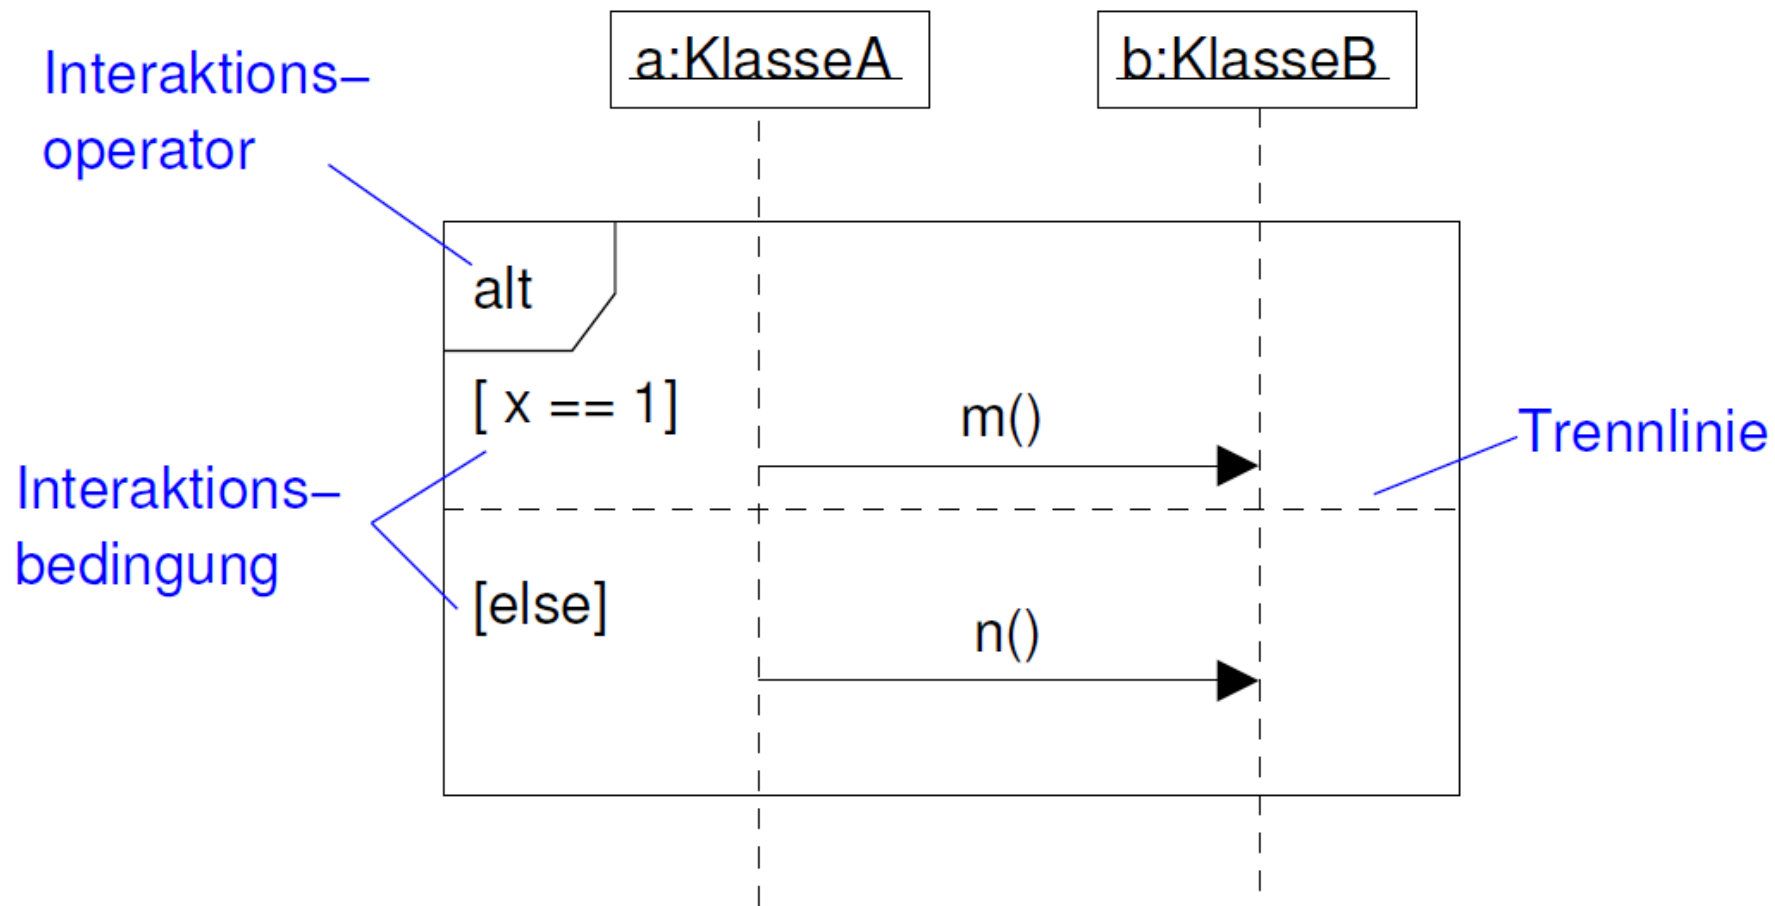 a:KlasseA
b:KlasseB
Interaktions–
operator
alt
[ x == 1]
m()
Trennlinie
Interaktions–
bedingung
[else]
n()